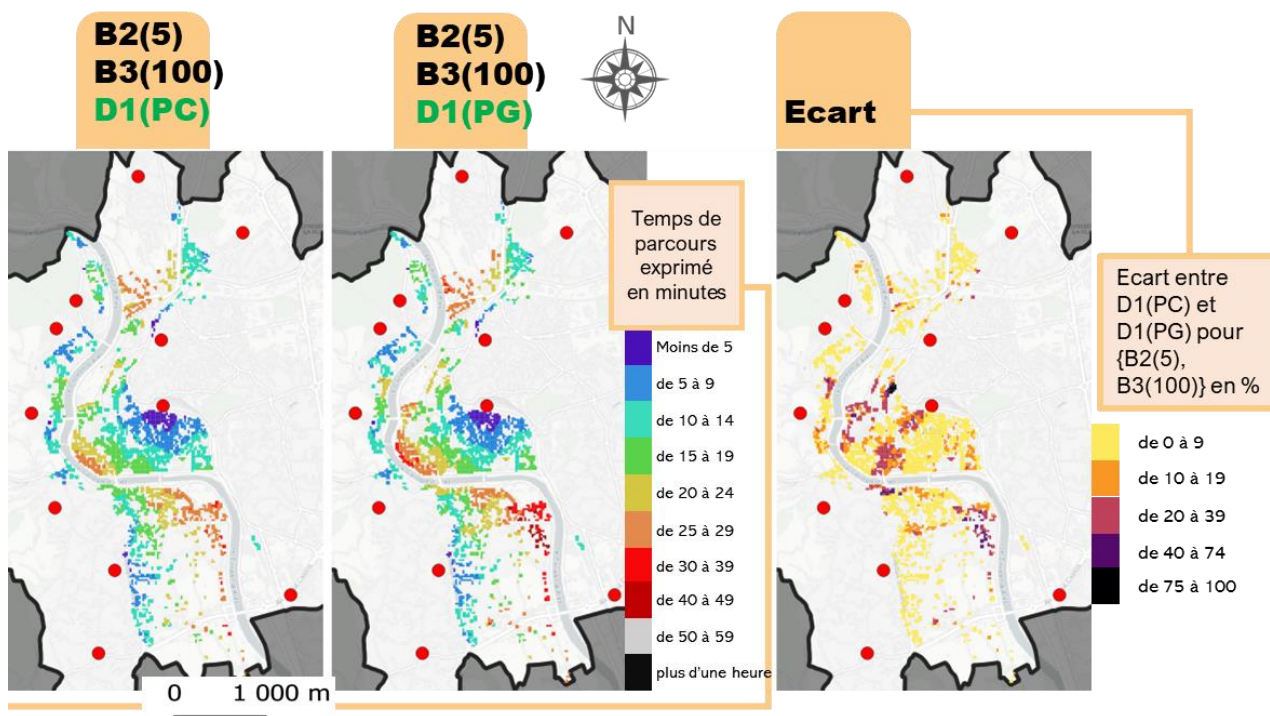 B2(5)
B3(100)
D1(PC)
B2(5)
B3(100)
D1(PG)
N
Ecart
Temps de
parcours
exprimé
en minutes
Moins de 5
de 5 à 9
de 10 à 14
de 15 à 19
de 20 à 24
de 25 à 29
de 30 à 39
de 40 à 49
de 50 à 59
plus d'une heure
Ecart entre
D1(PC) et
D1(PG) pour
{B2(5),
B3(100)} en %
de 0 à 9
de 10 à 19
de 20 à 39
de 40 à 74
de 75 à 100
0 1 000 m